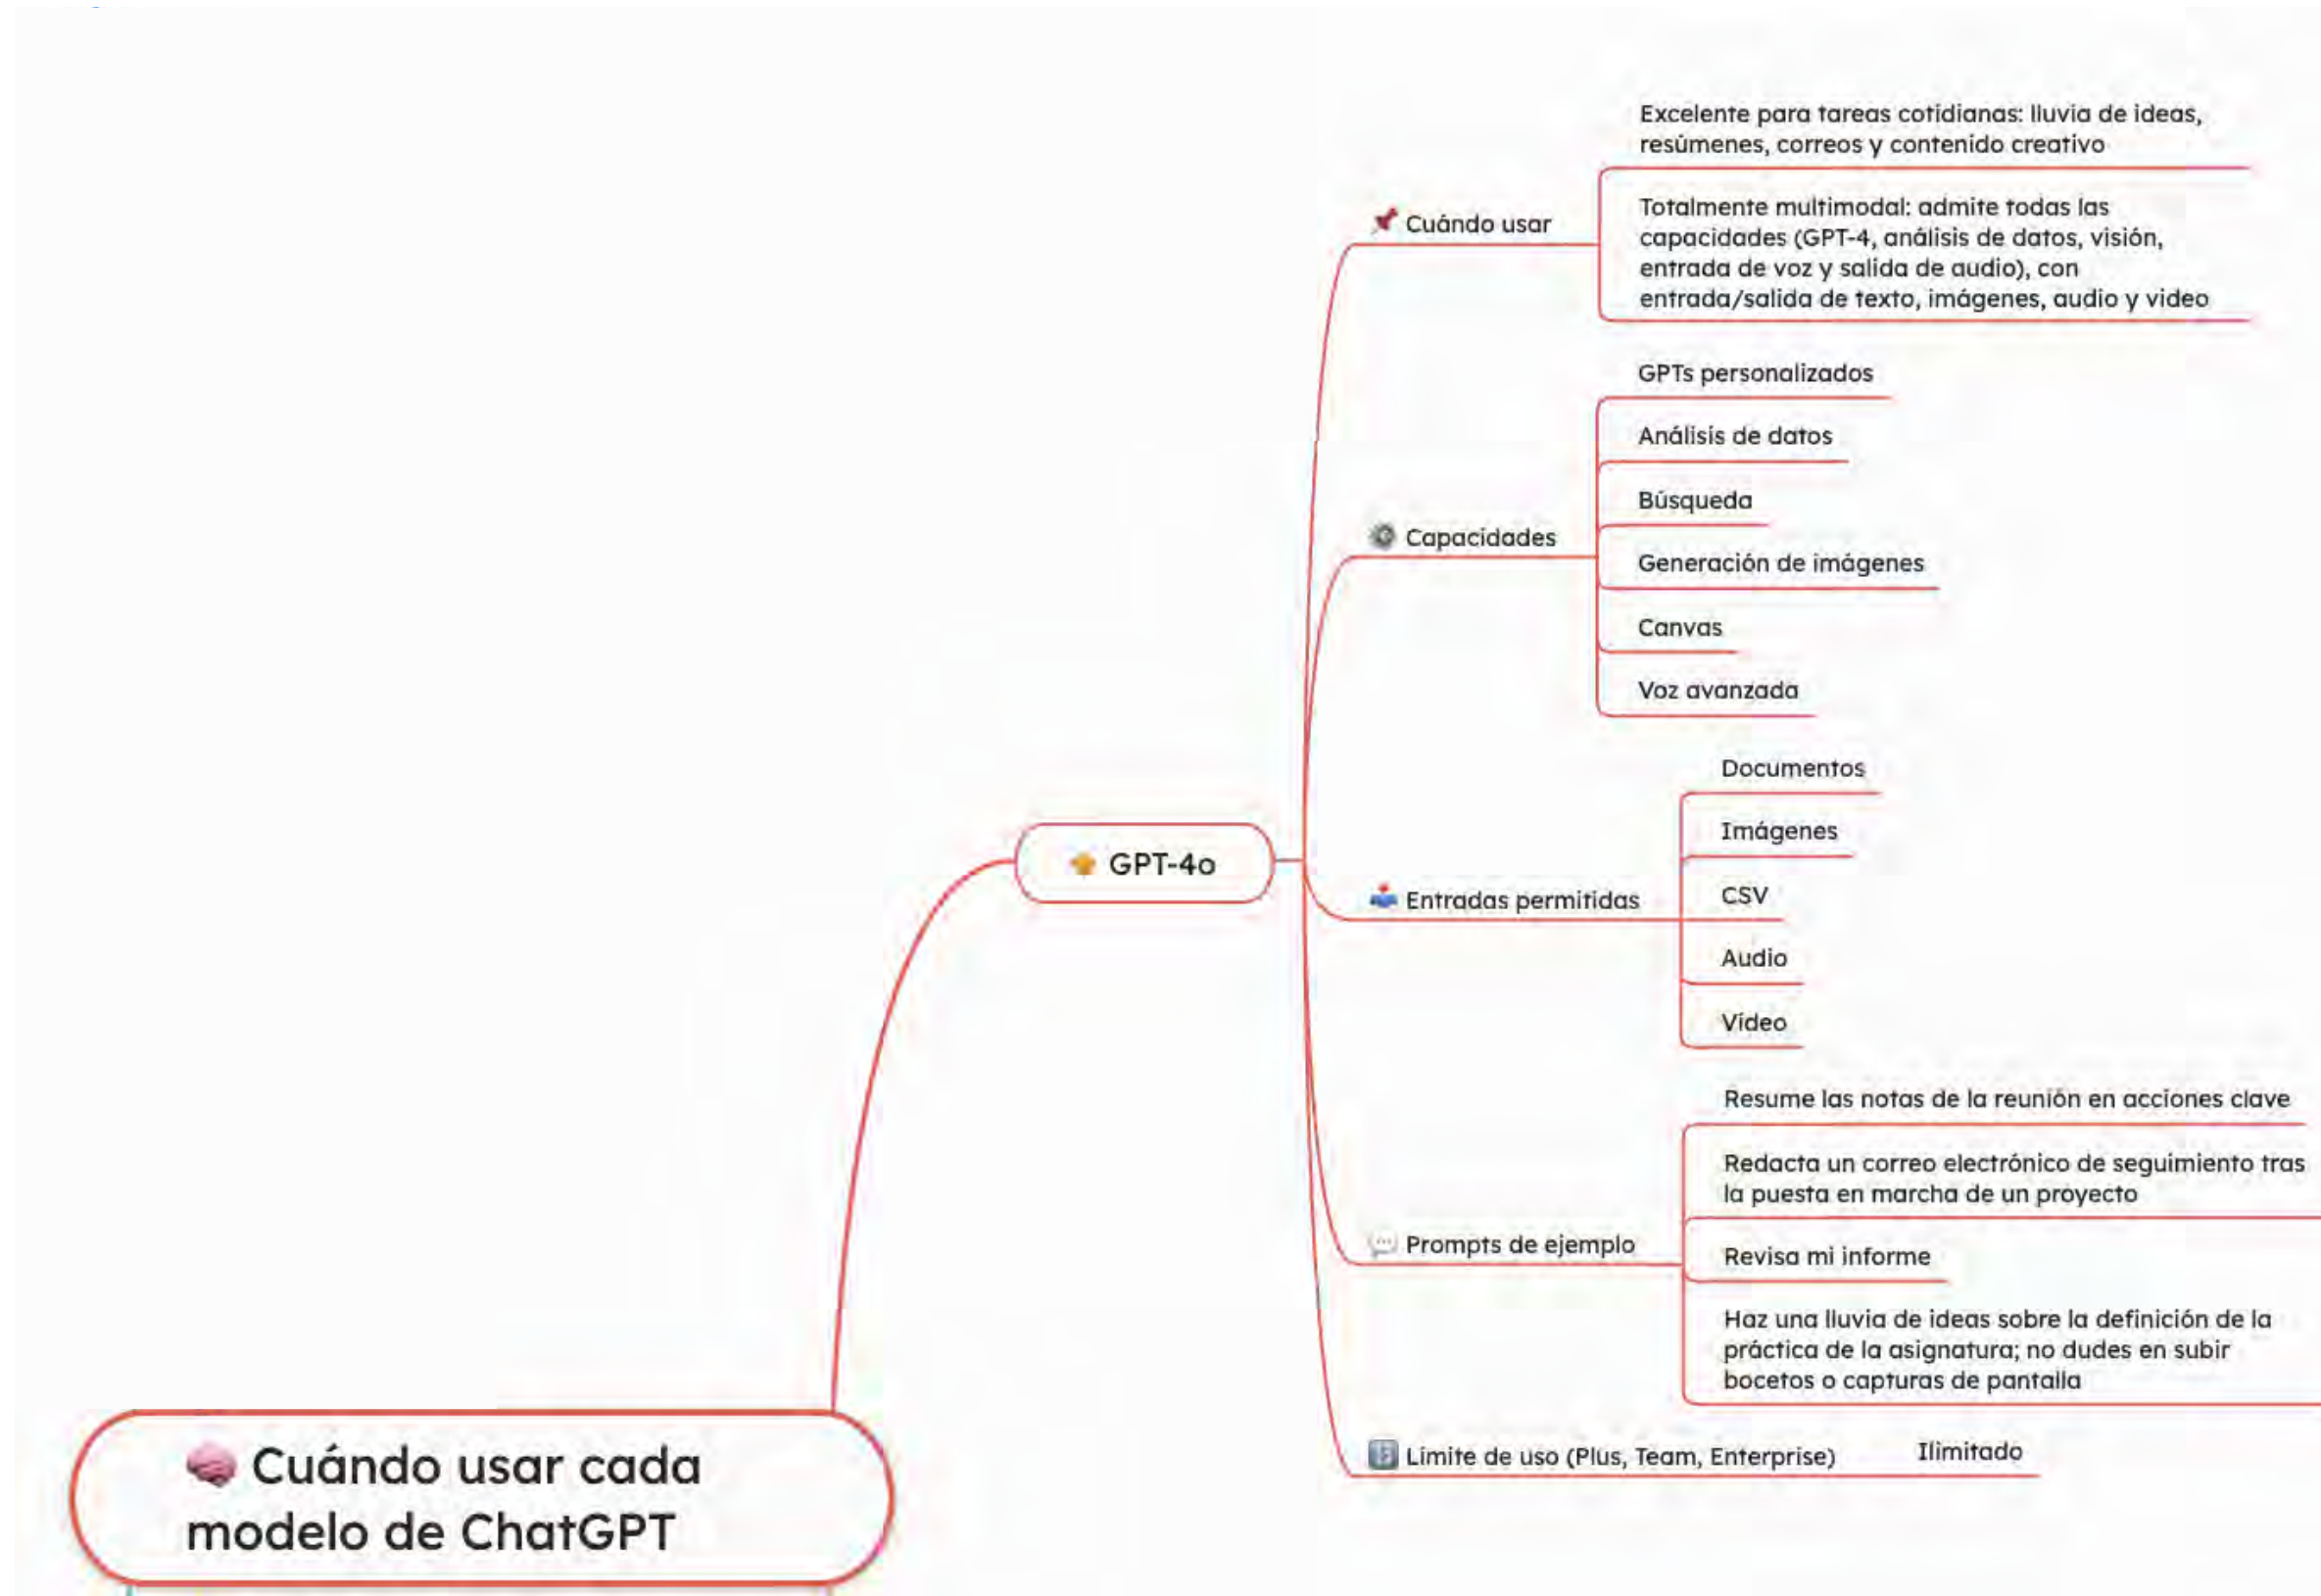 Excelente para tareas cotidianas: lluvia de ideas,
resúmenes, correos y contenido creativo
Cuándo usar
Totalmente multimodal: admite todas las
capacidades (GPT-4, análisis de datos, visión,
entrada de voz y salida de audio), con
entrada/salida de texto, imágenes, audio y video
GPTs personalizados
Análisis de datos
Búsqueda
Capacidades
Generación de imágenes
Canvas
Voz avanzada
Documentos
Imágenes
GPT-4o
Entradas permitidas
CSV
Audio
Vídeo
Resume las notas de la reunión en acciones clave
Redacta un correo electrónico de seguimiento tras
la puesta en marcha de un proyecto
Prompts de ejemplo
Revisa mi informe
Haz una lluvia de ideas sobre la definición de la
práctica de la asignatura; no dudes en subir
bocetos o capturas de pantalla
Límite de uso (Plus, Team, Enterprise)
Ilimitado
Cuándo usar cada
modelo de ChatGPT